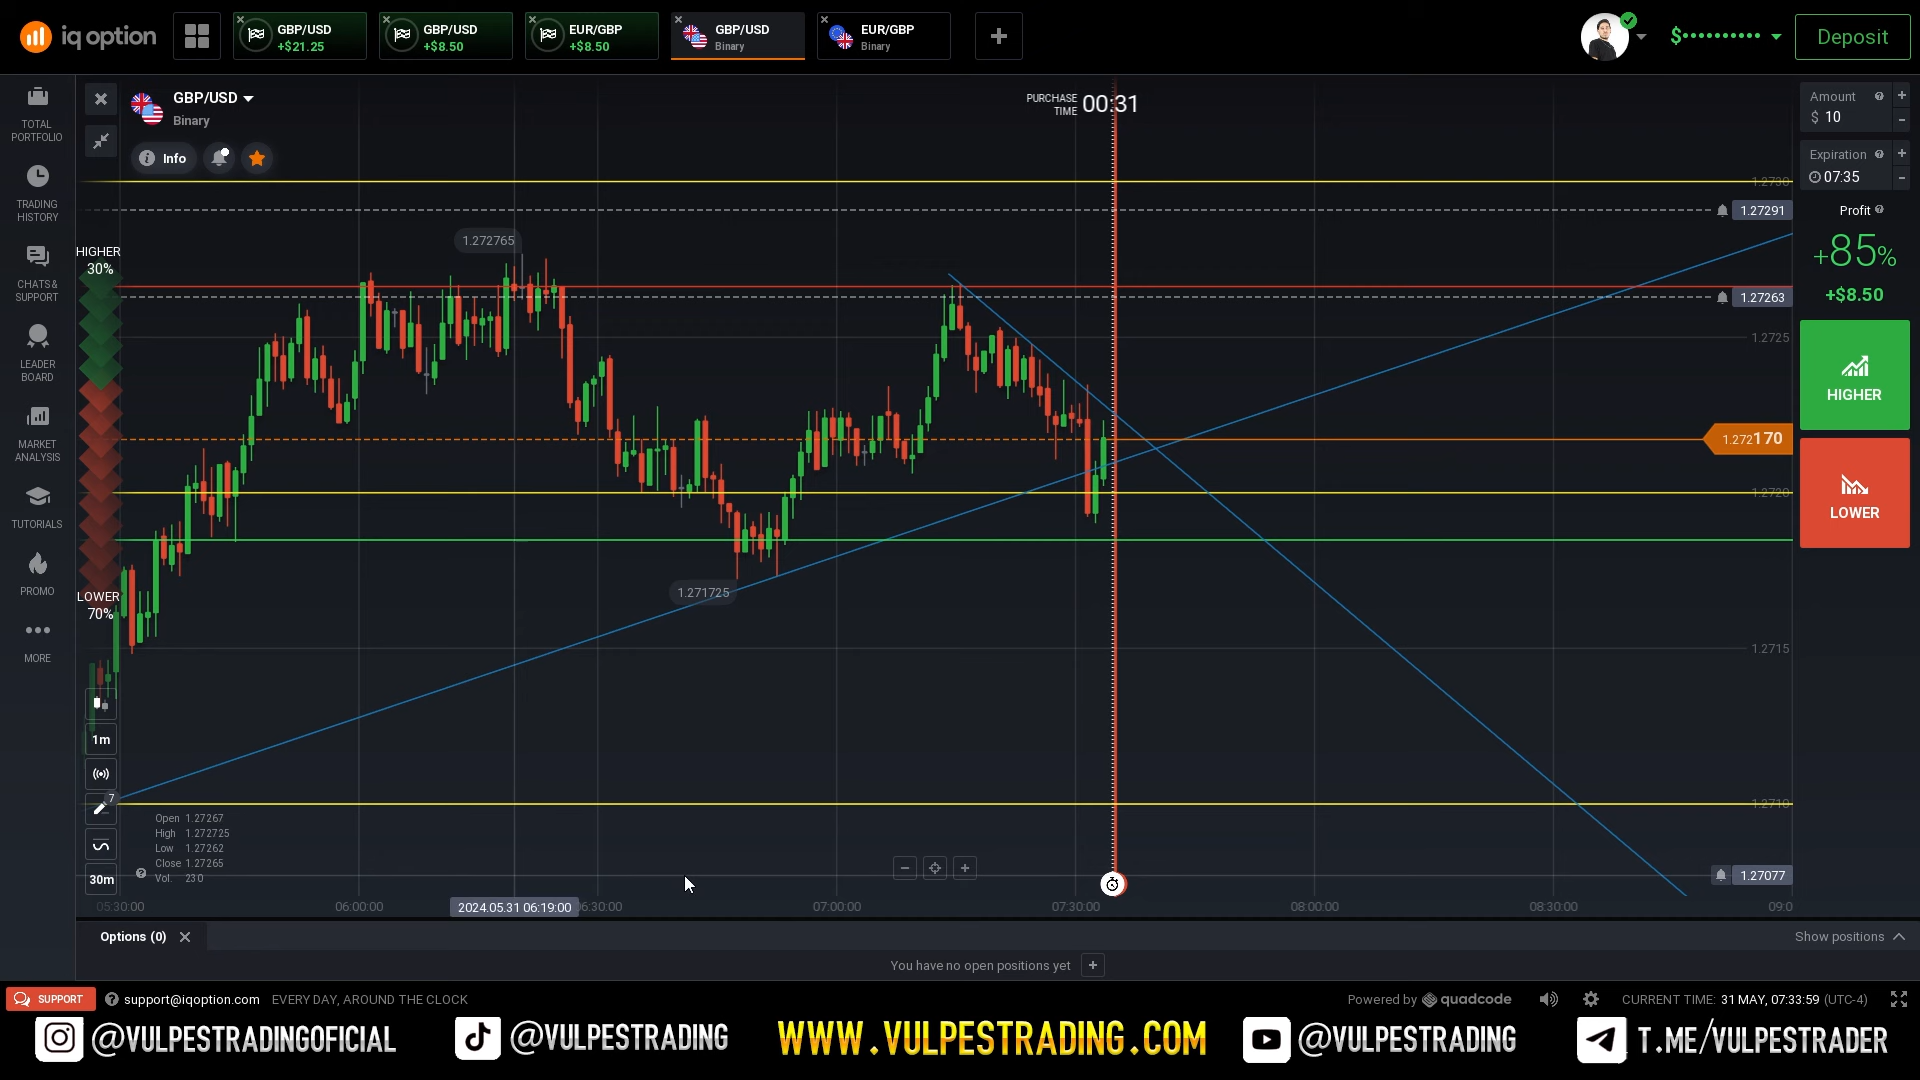 iq option
GBP/USD
+$21.25
GBP/USD
+$8.50
EUR/GBP
+$8.50
GBP/USD
Binary
EUR/GBP
Binary
$
Deposit
TOTAL
PORTFOLIO
TRADING
HISTORY
CHATS &
SUPPORT
LEADER
BOARD
MARKET
ANALYSIS
TUTORIALS
PROMO
MORE
GBP/USD
Binary
Info
PURCHASE
TIME
00:31
HIGHER
30%
LOWER
70%
1.272765
1.271725
1.2730
1.27291
1.27263
1.2725
1.272170
1.2720
1.2715
1.2710
1.27077
1m
7
30m
Open 1.27267
High 1.272725
Low 1.27262
Close 1.27265
Vol. 230
05:30:00
06:00:00
2024.05.31 06:19:00
6:30:00
07:00:00
07:30:00
08:00:00
08:30:00
09:0
Amount
$ 10
Expiration
07:35
Profit
+85%
+$8.50
HIGHER
LOWER
Options (0)
Show positions
You have no open positions yet
SUPPORT
support@iqoption.com EVERY DAY, AROUND THE CLOCK
Powered by quadcode
CURRENT TIME: 31 MAY, 07:33:59 (UTC-4)
@VULPESTRADINGOFICIAL
@VULPESTRADING
WWW.VULPESTRADING.COM
@VULPESTRADING
T.ME/VULPESTRADER